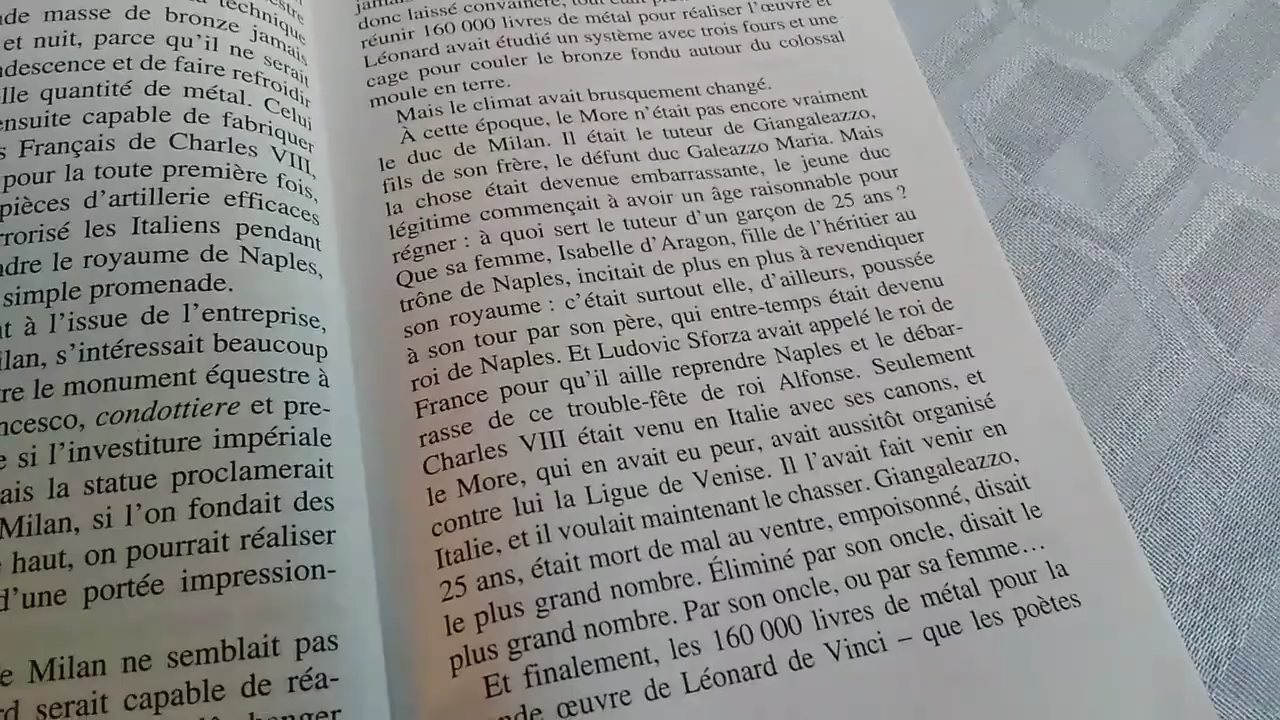 technique
de masse de bronze jamais
et nuit, parce qu'il ne serait
descence et de faire refroidir
lle quantité de métal. Celui
ensuite capable de fabriquer
s Français de Charles VIII,
pour la toute première fois,
pièces d'artillerie efficaces
rrorisé les Italiens pendant
dre le royaume de Naples,
simple promenade.
t à l'issue de l'entreprise,
ilan, s'intéressait beaucoup
re le monument équestre à
ncesco, condottiere et pre-
e si l'investiture impériale
ais la statue proclamerait
Milan, si l'on fondait des
haut, on pourrait réaliser
d'une portée impression-
e Milan ne semblait pas
rd serait capable de réa-
donc laissé convaincre,
réunir 160 000 livres de métal pour réaliser l'œuvre et
Léonard avait étudié un système avec trois fours et une
cage pour couler le bronze fondu autour du colossal
moule en terre.
Mais le climat avait brusquement changé.
À cette époque, le More n'était pas encore vraiment
le duc de Milan. Il était le tuteur de Giangaleazzo,
fils de son frère, le défunt duc Galeazzo Maria. Mais
la chose était devenue embarrassante, le jeune duc
légitime commençait à avoir un âge raisonnable pour
régner : à quoi sert le tuteur d'un garçon de 25 ans ?
Que sa femme, Isabelle d'Aragon, fille de l'héritier au
trône de Naples, incitait de plus en plus à revendiquer
son royaume : c'était surtout elle, d'ailleurs, poussée
à son tour par son père, qui entre-temps était devenu
roi de Naples. Et Ludovic Sforza avait appelé le roi de
France pour qu'il aille reprendre Naples et le débar-
rasse de ce trouble-fête de roi Alfonse. Seulement
Charles VIII était venu en Italie avec ses canons, et
le More, qui en avait eu peur, avait aussitôt organisé
contre lui la Ligue de Venise. Il l'avait fait venir en
Italie, et il voulait maintenant le chasser. Giangaleazzo,
25 ans, était mort de mal au ventre, empoisonné, disait
le plus grand nombre. Éliminé par son oncle, disait le
plus grand nombre. Par son oncle, ou par sa femme…
Et finalement, les 160 000 livres de métal pour la
nde œuvre de Léonard de Vinci – que les poètes